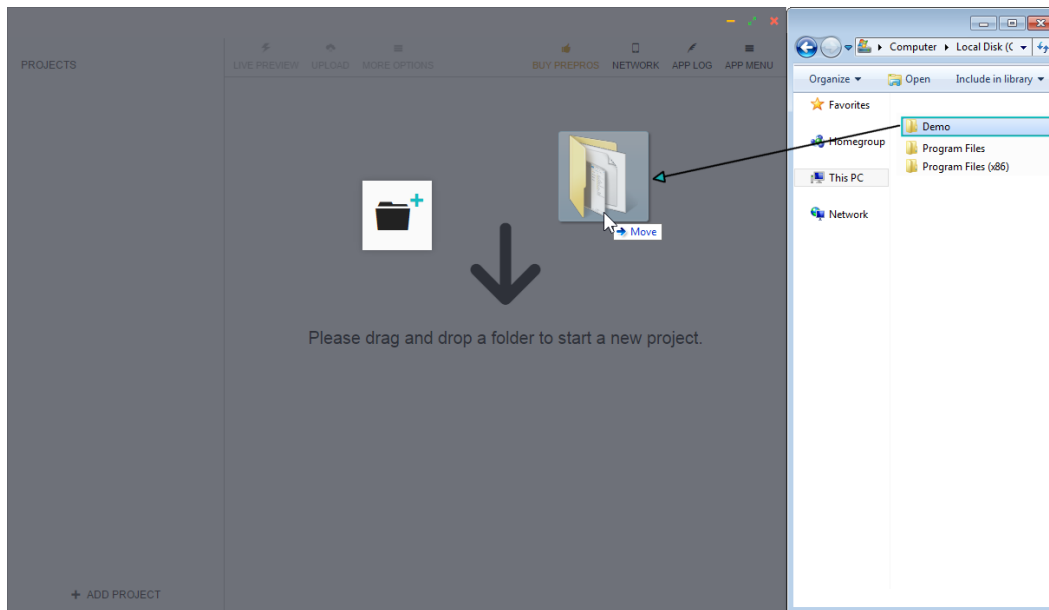 PROJECTS
LIVE PREVIEW UPLOAD MORE OPTIONS BUY PREPROS NETWORK APP LOG APP MENU
Please drag and drop a folder to start a new project.
+ ADD PROJECT
Move
Computer Local Disk (C
Organize Open Include in library
Favorites
Homegroup
This PC
Network
Demo
Program Files
Program Files (x86)